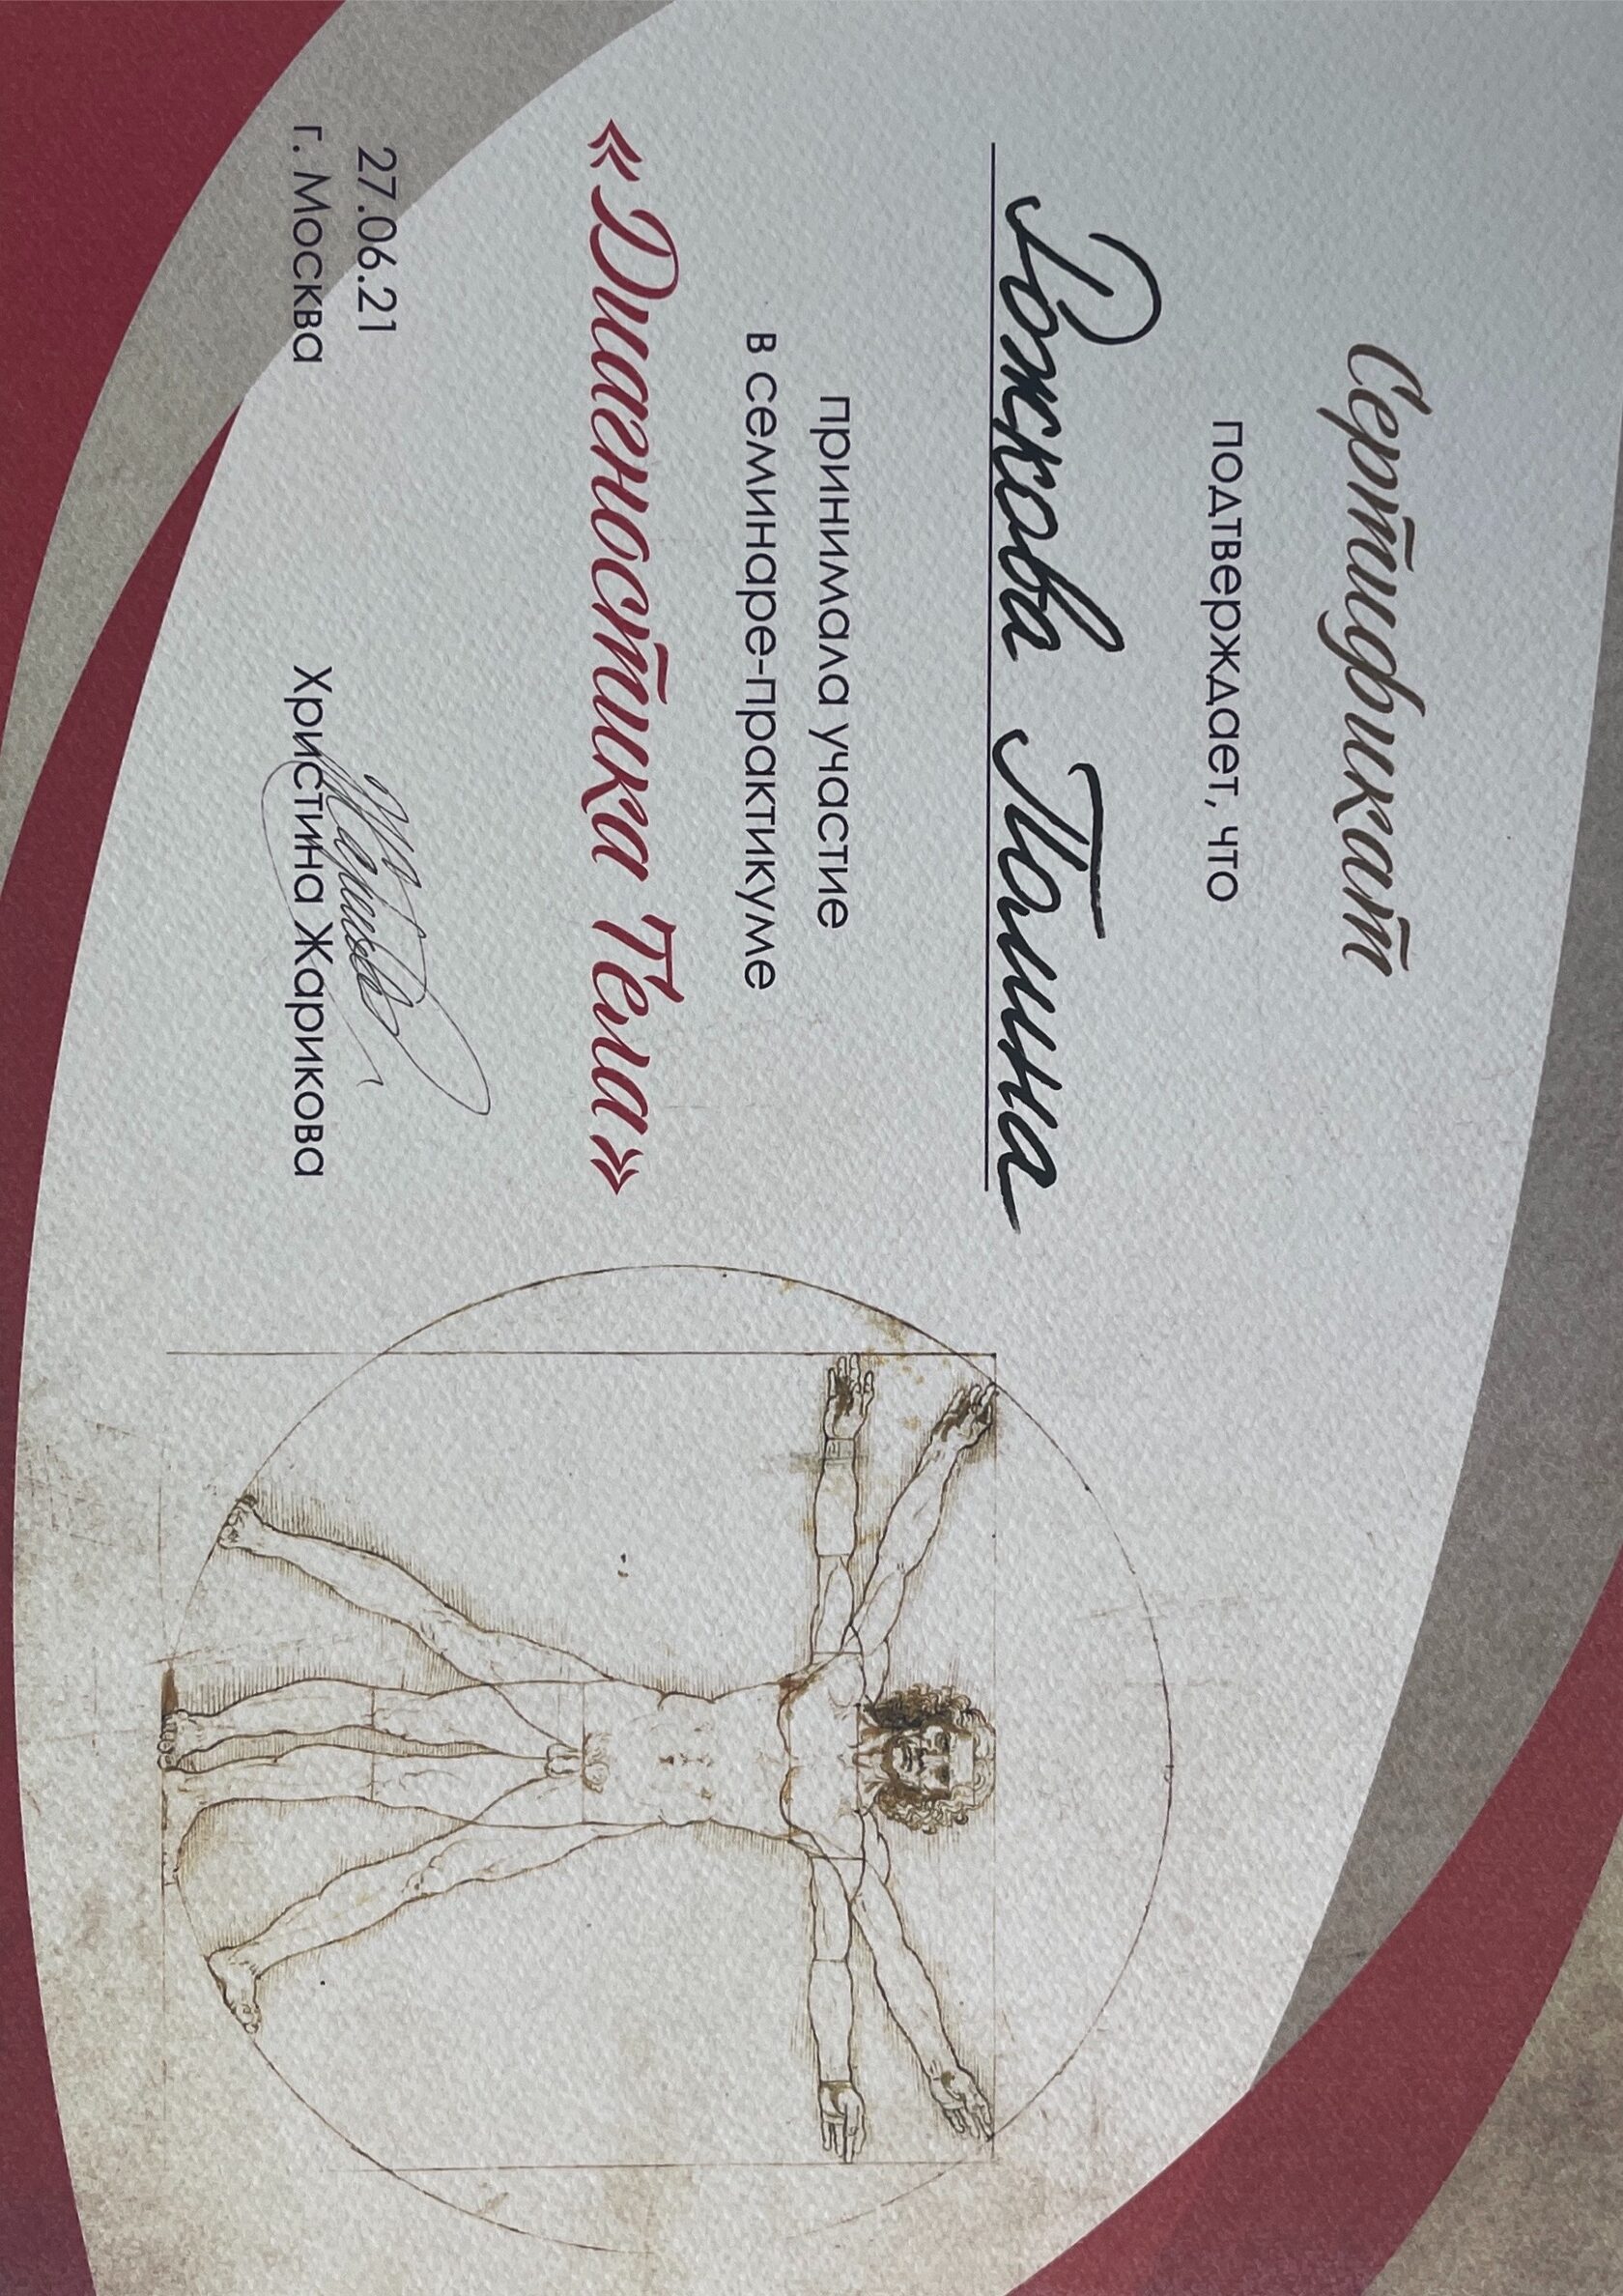 Сертификат
подтверждает, что
Рожкова Полина
принимала участие
в семинаре-практикуме
«Диагностика Тела»
27.06.21
г. Москва
Христина Жарикова